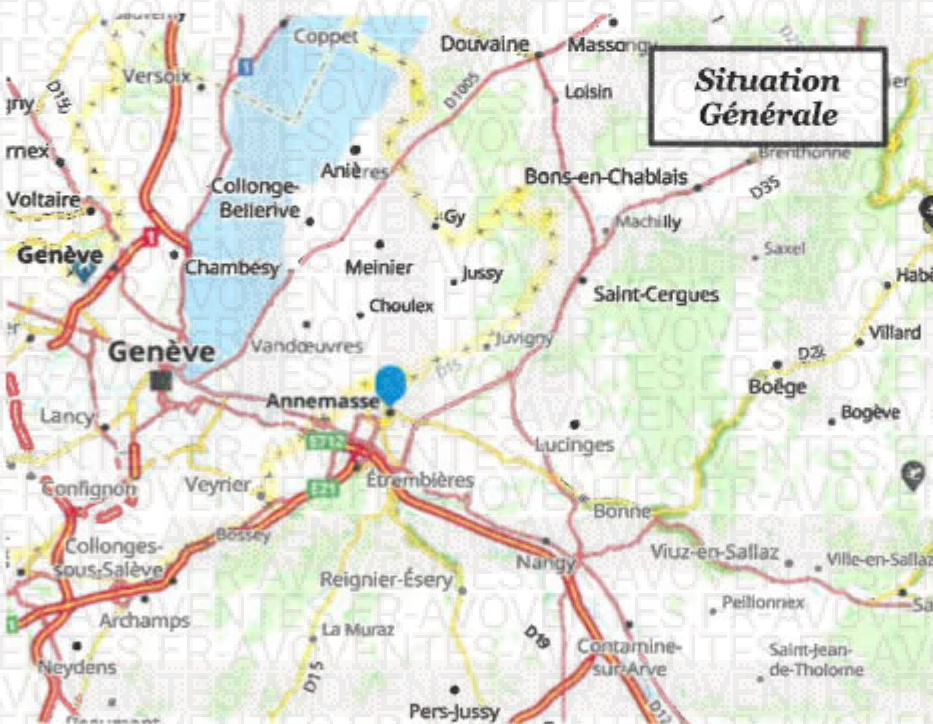 Coppet
Douvaine
Situation
Générale
Versoix
D1005
Loisin
Anières
Brenthonne
Voltaire
Collonge-
Bellerive
Bons-en-Chablais
D35
Gy
Machilly
Genève
1
Chambésy
Meinier
Jussy
Saxel
Saint-Cergues
Choulex
Genève
Vandœuvres
Juvigny
Villard
D15
Boëge
Annemasse
Bogève
Lancy
Lucinges
Veyrier
Étrembières
Confignon
Bonne
Bossey
Collonges-
sous-Salève
Nangy
Viuz-en-Sallaz
Ville-en-Sallaz
Reignier-Ésery
Archamps
Peillonnex
La Muraz
D19
Contamine-
sur-Arve
Saint-Jean-
de-Tholome
Neydens
D15
Pers-Jussy